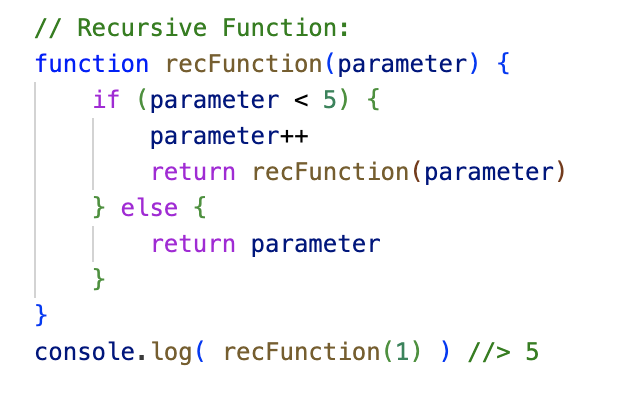 // Recursive Function:
function recFunction(parameter) {
    if (parameter < 5) {
        parameter++
        return recFunction(parameter)
    } else {
        return parameter
    }
}
console.log( recFunction(1) ) //> 5